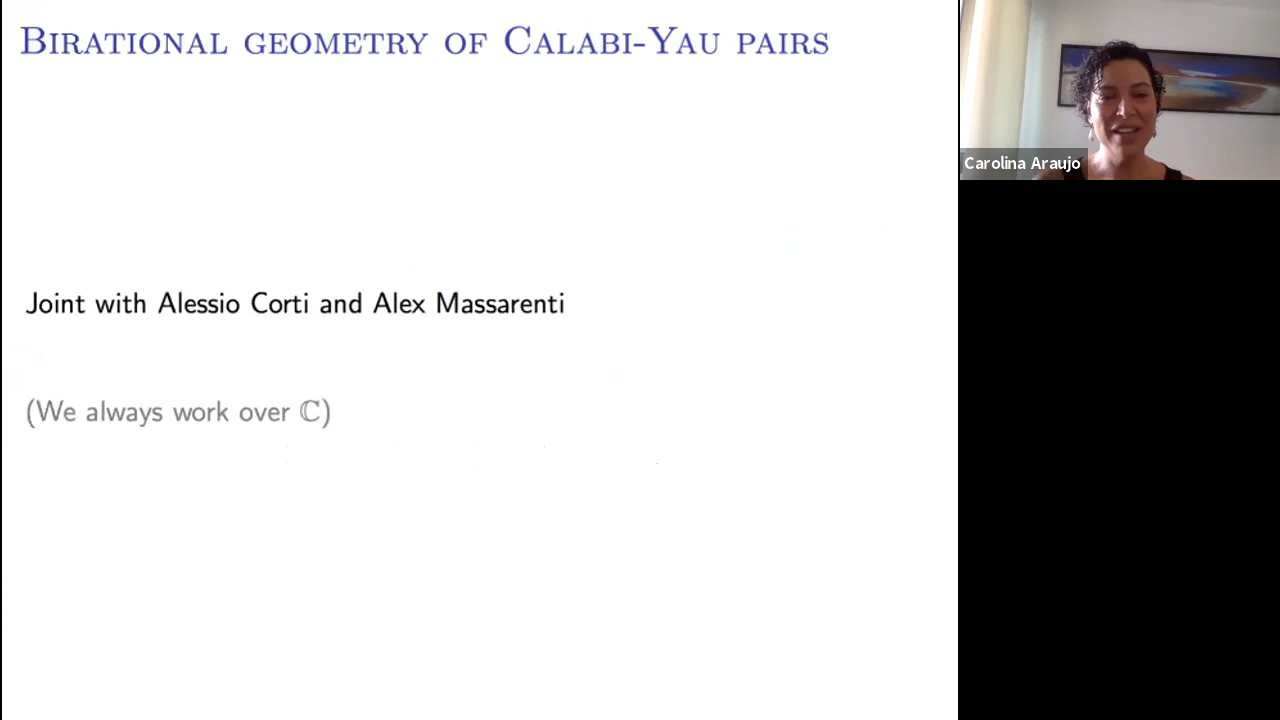 Birational geometry of Calabi-Yau pairs
Carolina Araujo
Joint with Alessio Corti and Alex Massarenti
(We always work over ℂ)